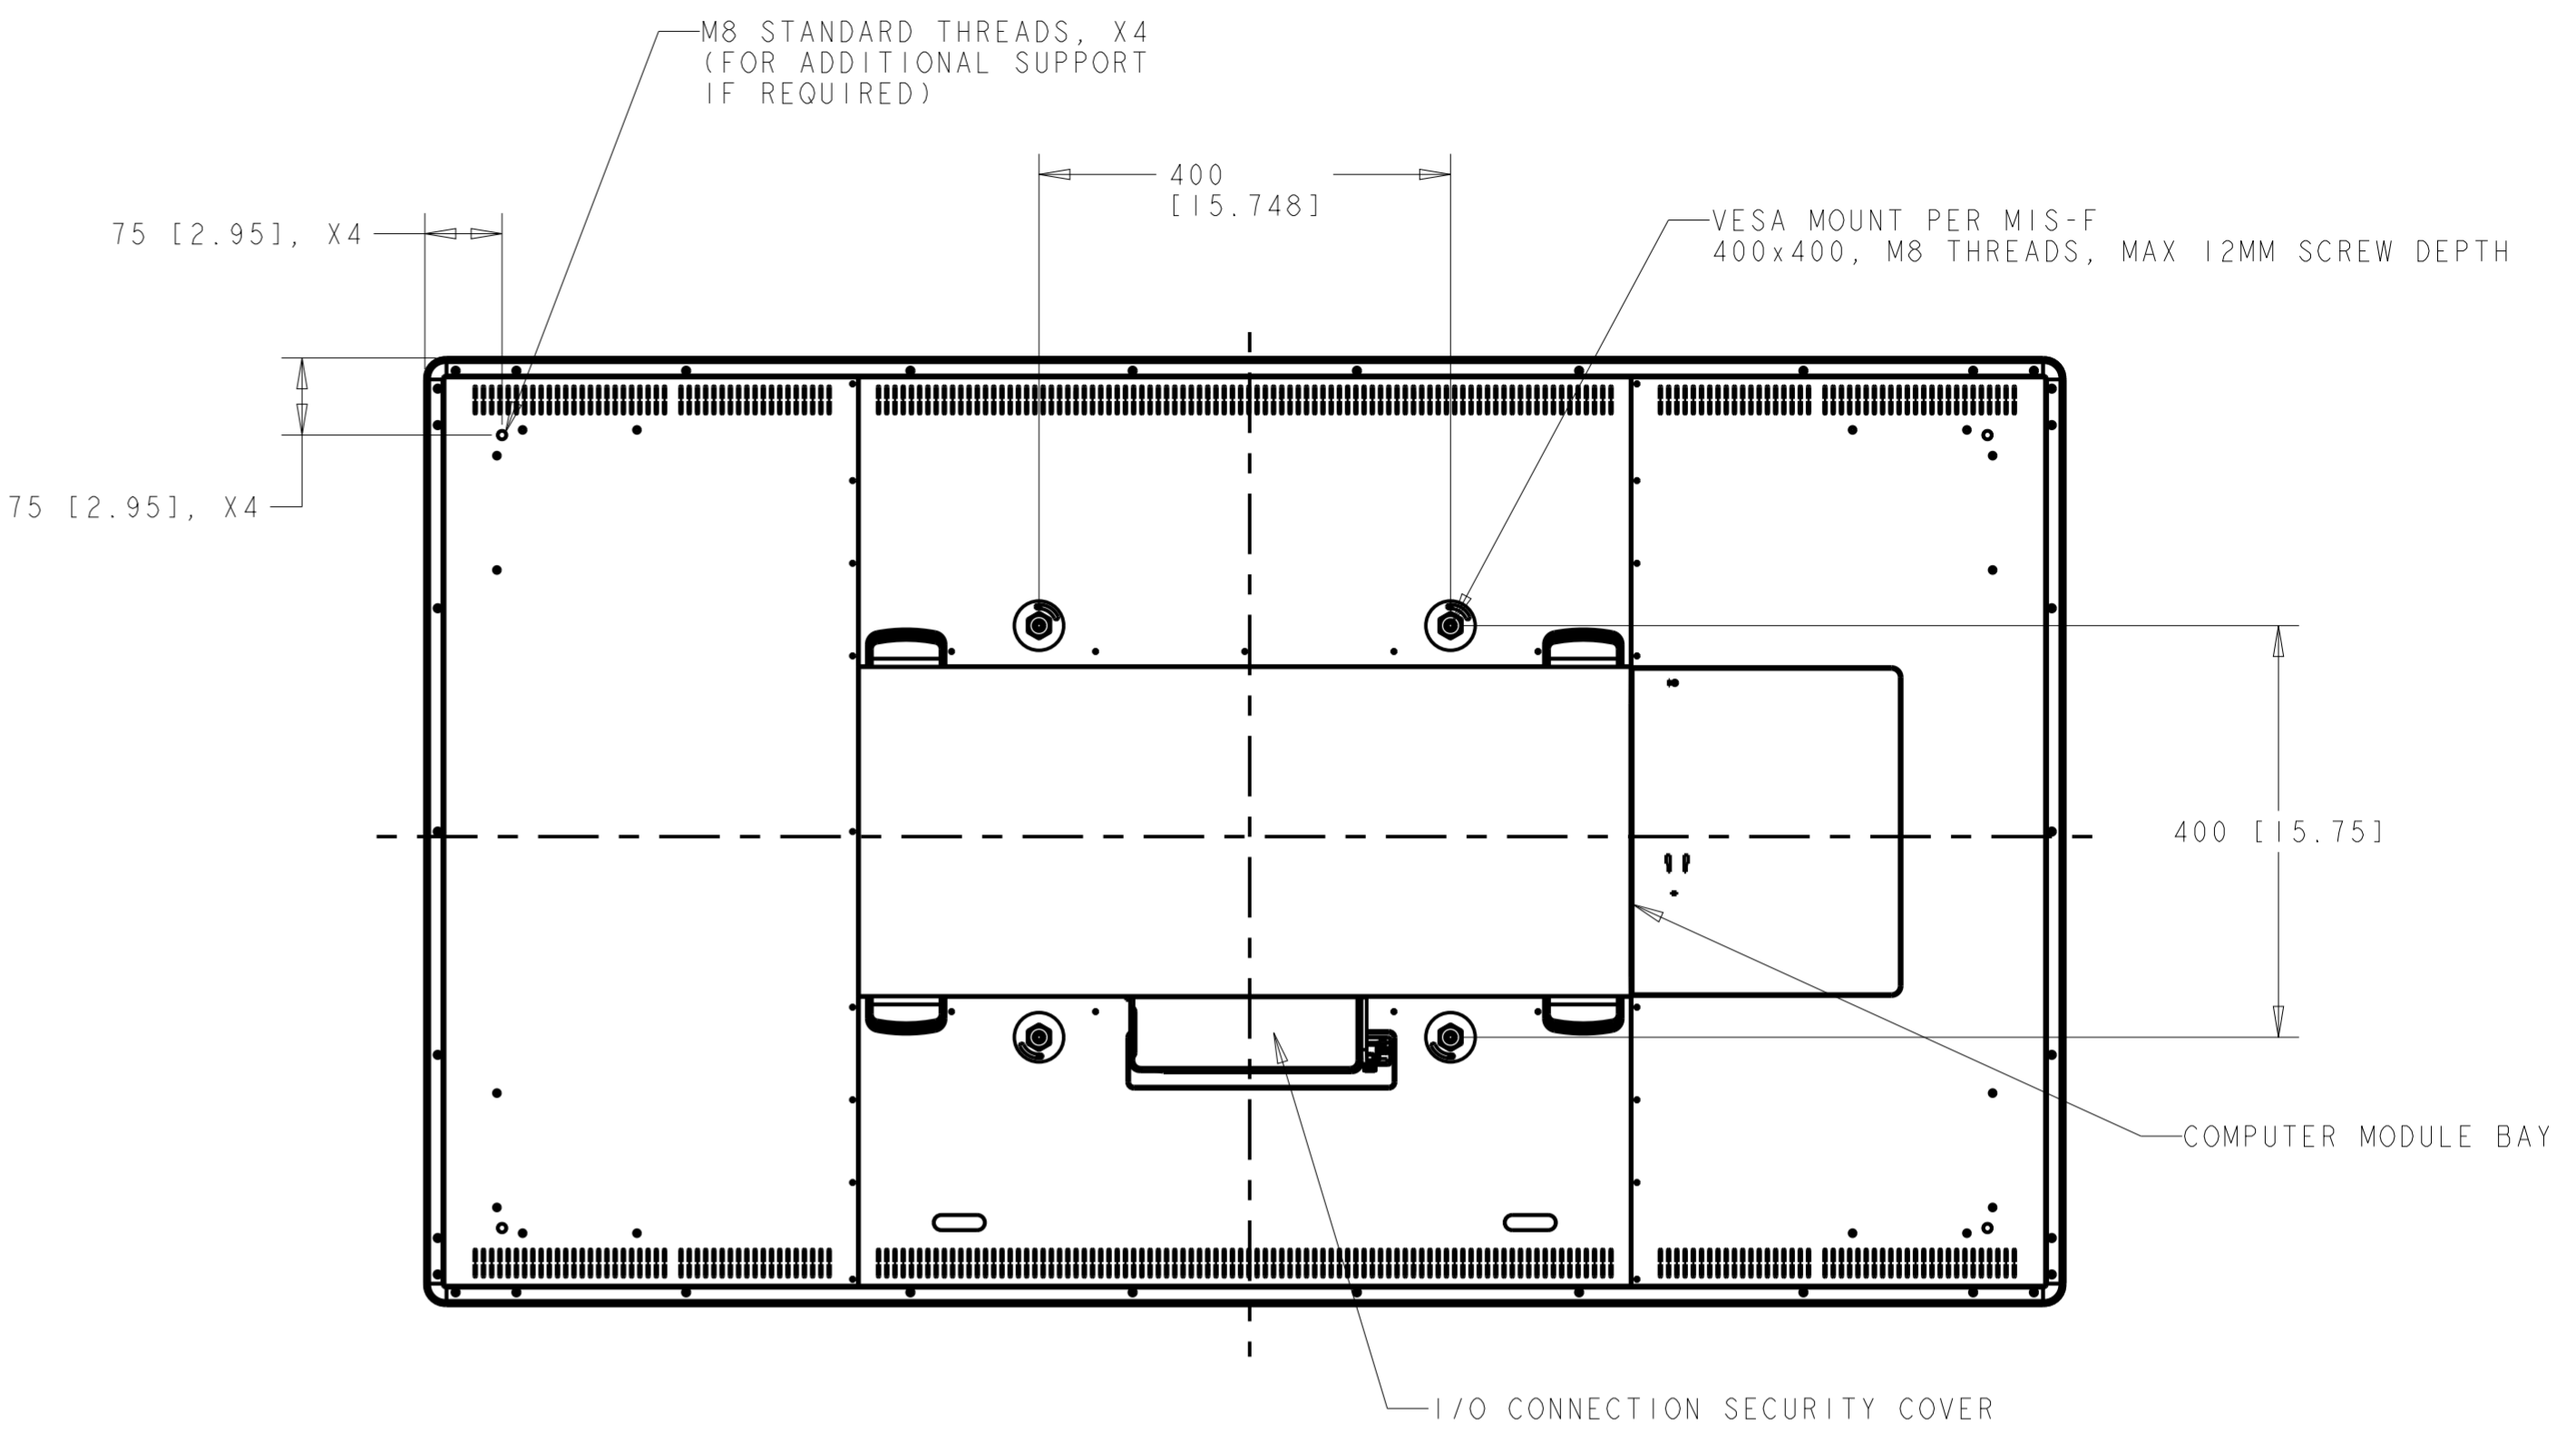 M8 STANDARD THREADS, X4
(FOR ADDITIONAL SUPPORT
IF REQUIRED)
400
[15.748]
75 [2.95], X4
VESA MOUNT PER MIS-F
400x400, M8 THREADS, MAX 12MM SCREW DEPTH
75 [2.95], X4
400 [15.75]
COMPUTER MODULE BAY
I/O CONNECTION SECURITY COVER